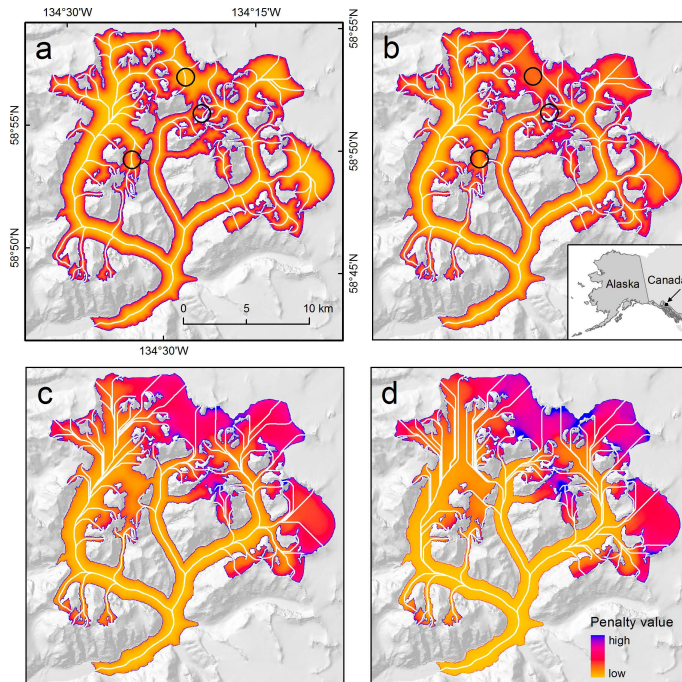 134°30'W
134°15'W
58°55'N
a
b
58°55'N
58°50'N
58°50'N
58°45'N
Alaska
Canada
0 5 10 km
134°30'W
c
d
Penalty value
high
low